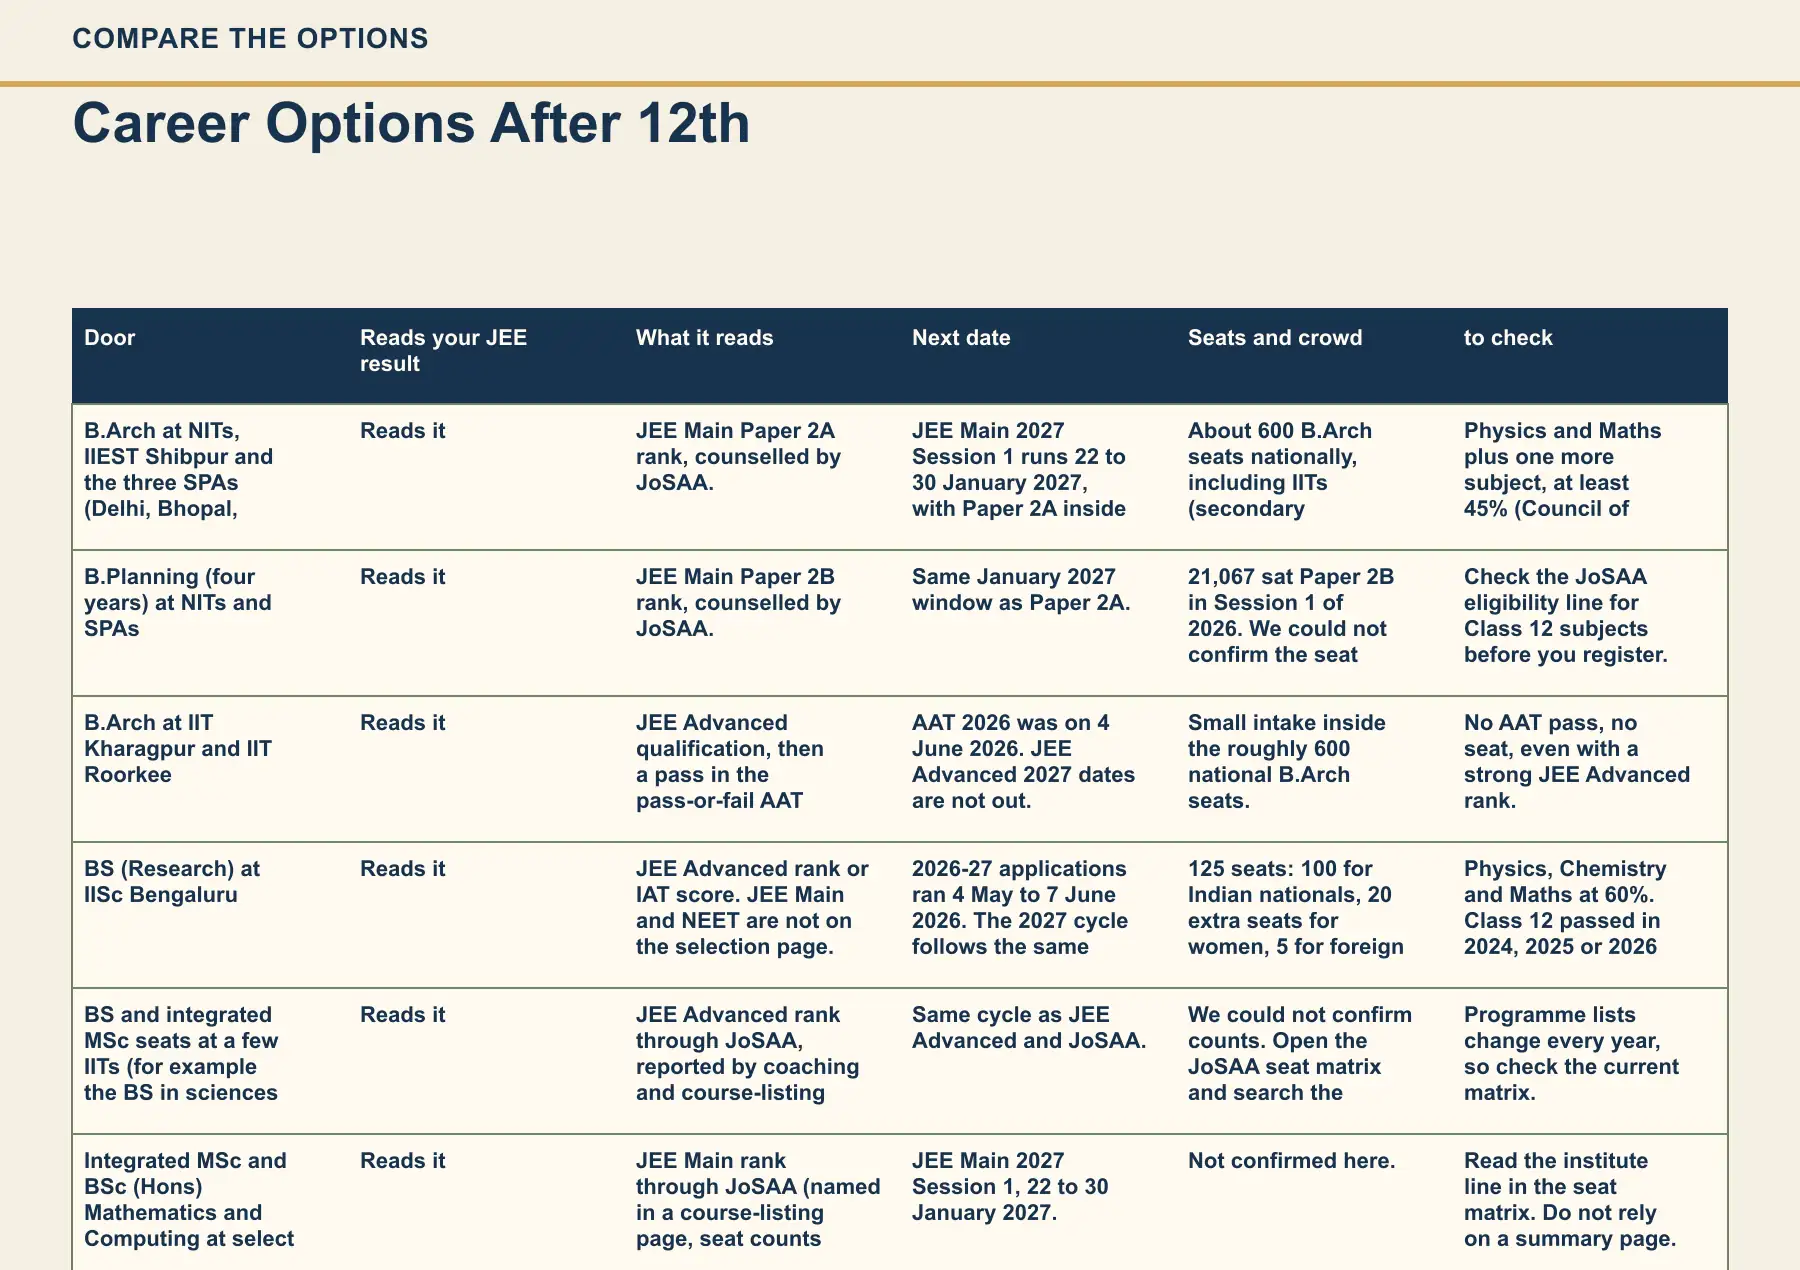 COMPARE THE OPTIONS
Career Options After 12th
Door
Reads your JEE
result
What it reads
Next date
Seats and crowd
to check
B.Arch at NITs,
IIEST Shibpur and
the three SPAs
(Delhi, Bhopal,
Reads it
JEE Main Paper 2A
rank, counselled by
JoSAA.
JEE Main 2027
Session 1 runs 22 to
30 January 2027,
with Paper 2A inside
About 600 B.Arch
seats nationally,
including IITs
(secondary
Physics and Maths
plus one more
subject, at least
45% (Council of
B.Planning (four
years) at NITs and
SPAs
Reads it
JEE Main Paper 2B
rank, counselled by
JoSAA.
Same January 2027
window as Paper 2A.
21,067 sat Paper 2B
in Session 1 of
2026. We could not
confirm the seat
Check the JoSAA
eligibility line for
Class 12 subjects
before you register.
B.Arch at IIT
Kharagpur and IIT
Roorkee
Reads it
JEE Advanced
qualification, then
a pass in the
pass-or-fail AAT
AAT 2026 was on 4
June 2026. JEE
Advanced 2027 dates
are not out.
Small intake inside
the roughly 600
national B.Arch
seats.
No AAT pass, no
seat, even with a
strong JEE Advanced
rank.
BS (Research) at
IISc Bengaluru
Reads it
JEE Advanced rank or
IAT score. JEE Main
and NEET are not on
the selection page.
2026-27 applications
ran 4 May to 7 June
2026. The 2027 cycle
follows the same
125 seats: 100 for
Indian nationals, 20
extra seats for
women, 5 for foreign
Physics, Chemistry
and Maths at 60%.
Class 12 passed in
2024, 2025 or 2026
BS and integrated
MSc seats at a few
IITs (for example
the BS in sciences
Reads it
JEE Advanced rank
through JoSAA,
reported by coaching
and course-listing
Same cycle as JEE
Advanced and JoSAA.
We could not confirm
counts. Open the
JoSAA seat matrix
and search the
Programme lists
change every year,
so check the current
matrix.
Integrated MSc and
BSc (Hons)
Mathematics and
Computing at select
Reads it
JEE Main rank
through JoSAA (named
in a course-listing
page, seat counts
JEE Main 2027
Session 1, 22 to 30
January 2027.
Not confirmed here.
Read the institute
line in the seat
matrix. Do not rely
on a summary page.